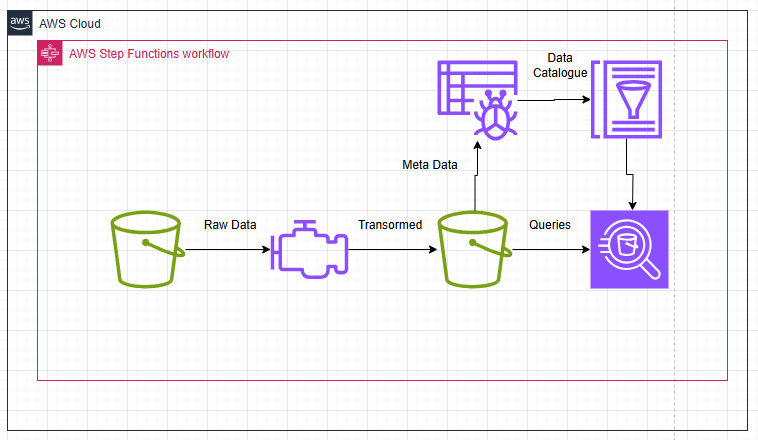 aws
AWS Cloud
AWS Step Functions workflow
Data
Catalogue
Meta Data
Raw Data
Transormed
Queries